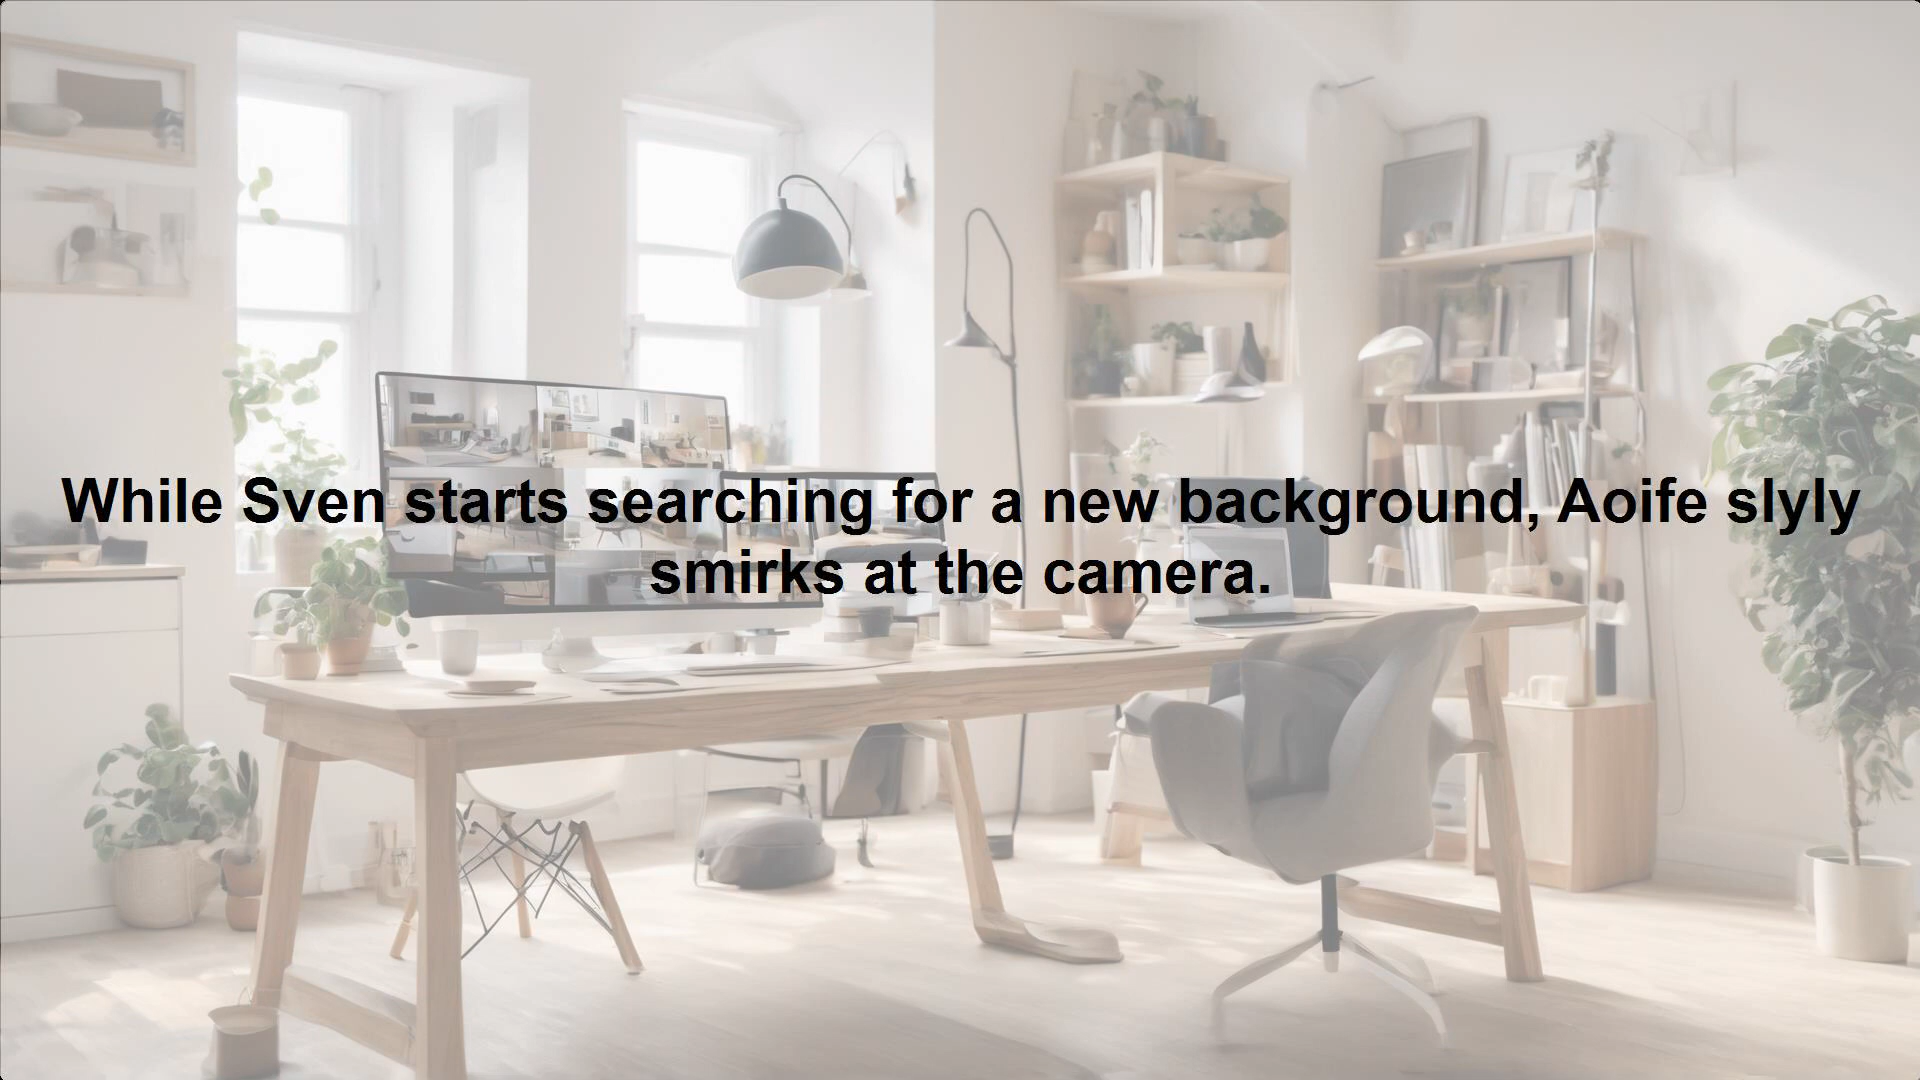 While Sven starts searching for a new background, Aoife slyly
smirks at the camera.